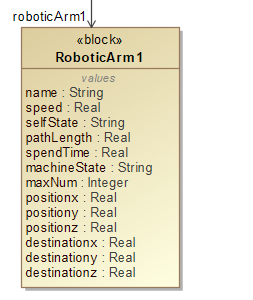 roboticArm1
«block»
RoboticArm1
values
name : String
speed : Real
selfState : String
pathLength : Real
spendTime : Real
machineState : String
maxNum : Integer
positionx : Real
positiony : Real
positionz : Real
destinationx : Real
destinationy : Real
destinationz : Real